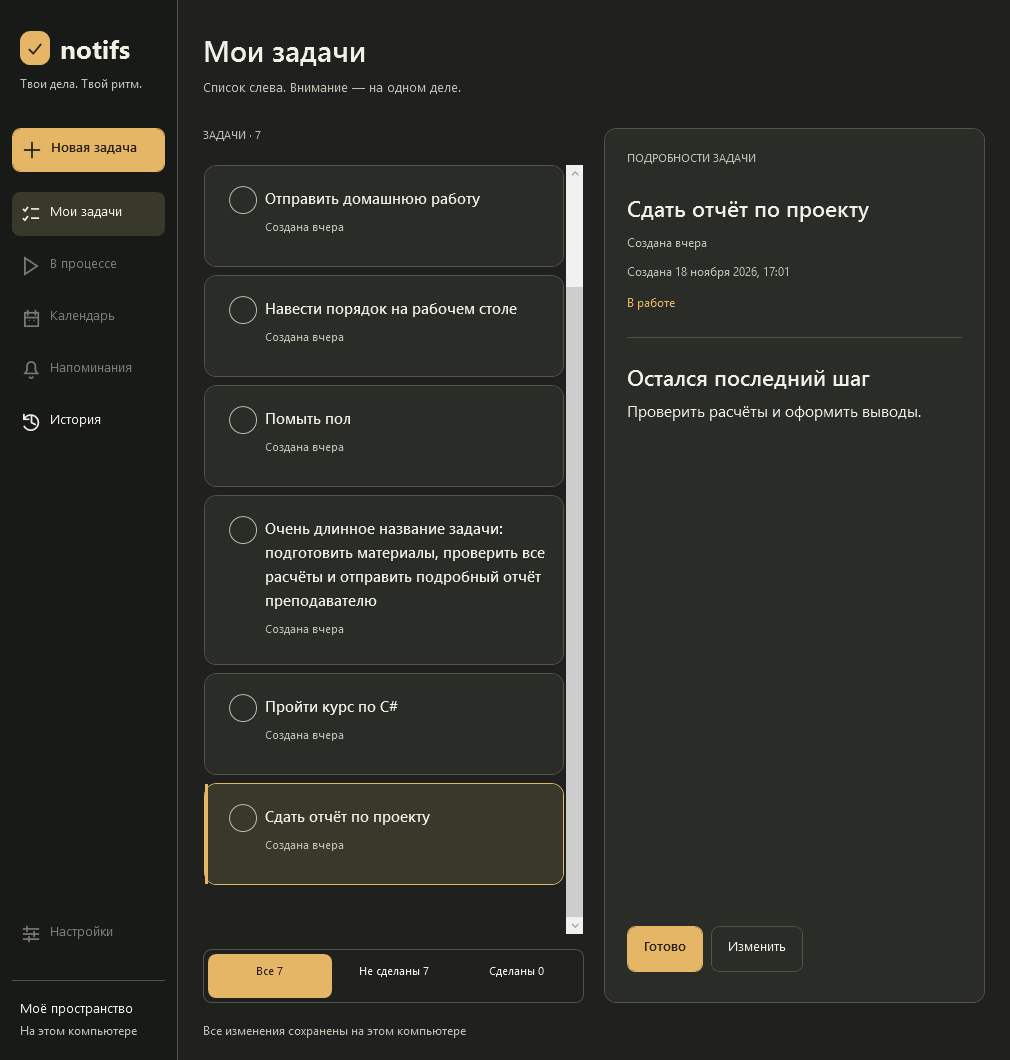 notifs
Твои дела. Твой ритм.
Новая задача
Мои задачи
В процессе
Календарь
Напоминания
История
Настройки
Моё пространство
На этом компьютере
Мои задачи
Список слева. Внимание — на одном деле.
ЗАДАЧИ · 7
Отправить домашнюю работу
Создана вчера
Навести порядок на рабочем столе
Создана вчера
Помыть пол
Создана вчера
Очень длинное название задачи:
подготовить материалы, проверить все
расчёты и отправить подробный отчёт
преподавателю
Создана вчера
Пройти курс по C#
Создана вчера
Сдать отчёт по проекту
Создана вчера
Все 7
Не сделаны 7
Сделаны 0
Все изменения сохранены на этом компьютере
ПОДРОБНОСТИ ЗАДАЧИ
Сдать отчёт по проекту
Создана вчера
Создана 18 ноября 2026, 17:01
В работе
Остался последний шаг
Проверить расчёты и оформить выводы.
Готово
Изменить